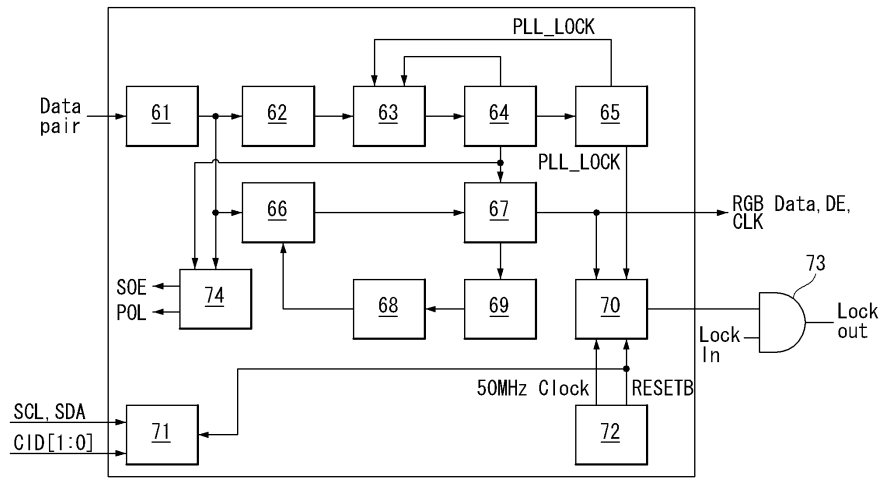 PLL_LOCK
Data
pair
61
62
63
64
65
PLL_LOCK
66
67
RGB Data, DE,
CLK
73
SOE
POL
74
68
69
70
Lock
In
Lock
out
50MHz Clock
RESETB
SCL, SDA
CID[1:0]
71
72